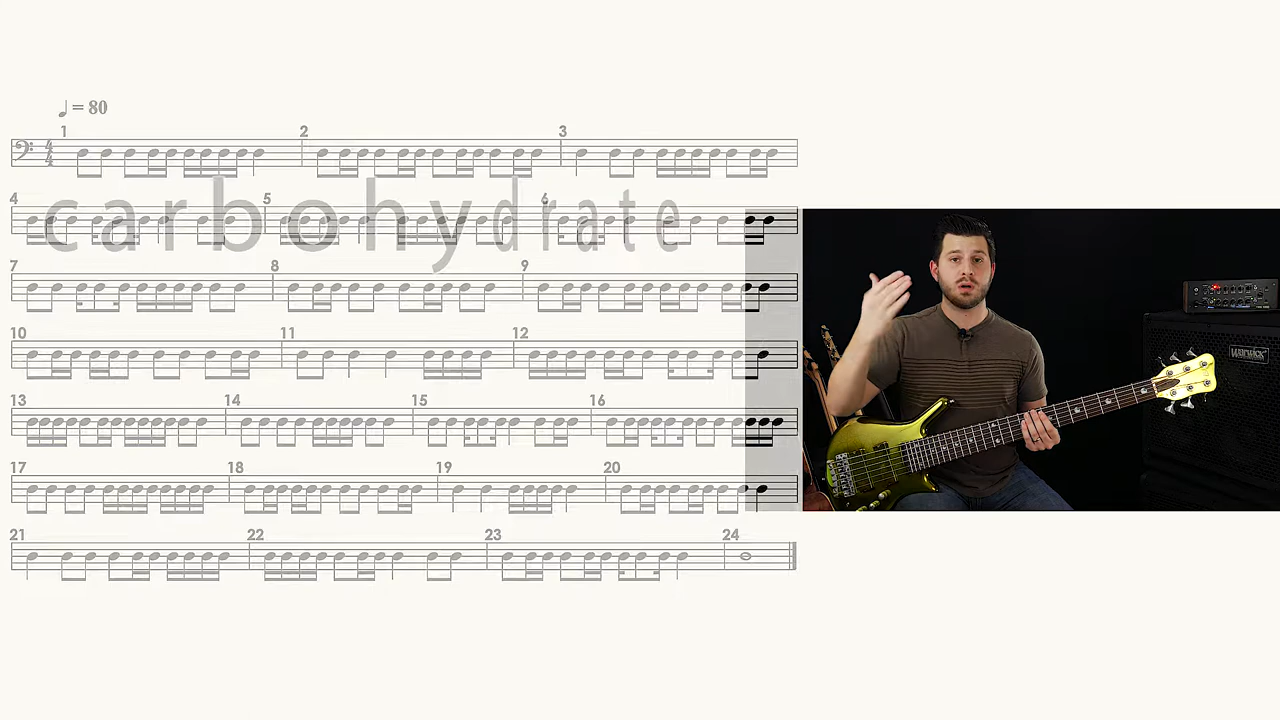 ♩ = 80
1 2 3
4 5 6
carbohydrate
7 8 9
10 11 12
13 14 15 16
17 18 19 20
21 22 23 24
WARWICK